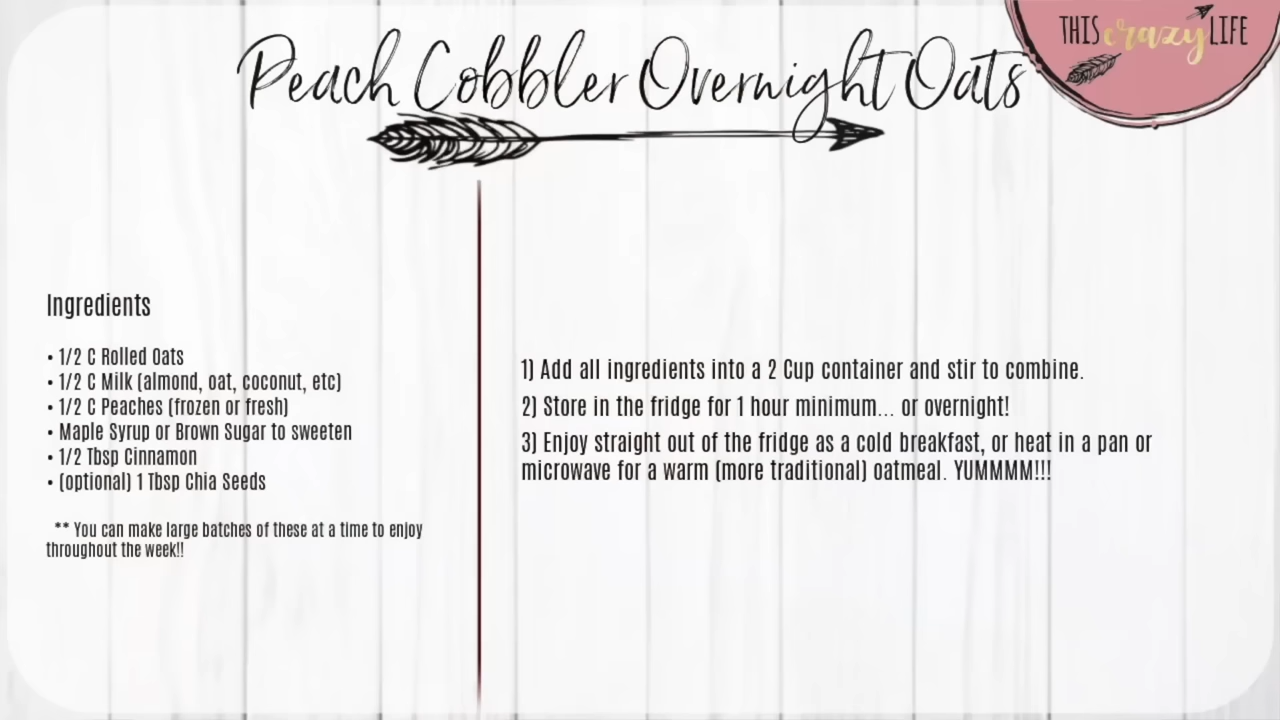 Peach Cobbler Overnight Oats
THIS crazy LIFE
Ingredients
• 1/2 C Rolled Oats
• 1/2 C Milk (almond, oat, coconut, etc)
• 1/2 C Peaches (frozen or fresh)
• Maple Syrup or Brown Sugar to sweeten
• 1/2 Tbsp Cinnamon
• (optional) 1 Tbsp Chia Seeds
** You can make large batches of these at a time to enjoy
throughout the week!!
1) Add all ingredients into a 2 Cup container and stir to combine.
2) Store in the fridge for 1 hour minimum... or overnight!
3) Enjoy straight out of the fridge as a cold breakfast, or heat in a pan or
microwave for a warm (more traditional) oatmeal. YUMMMM!!!